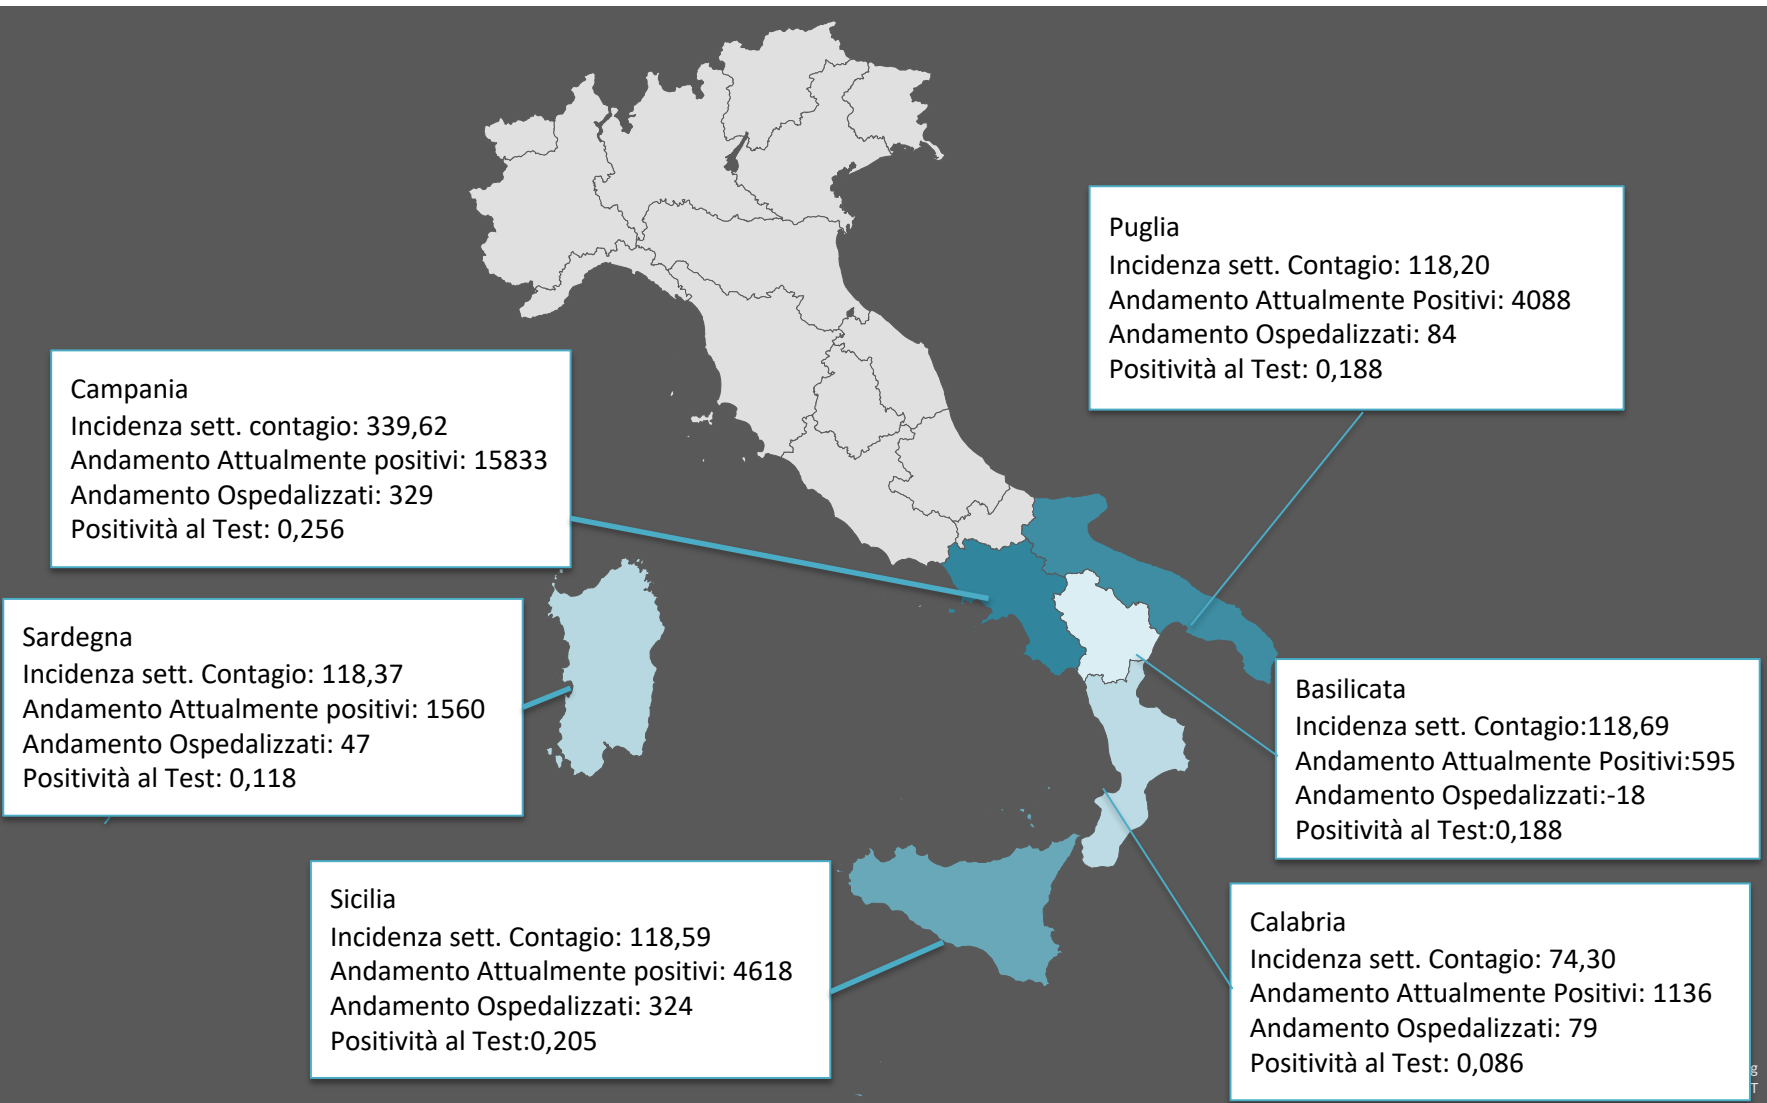 Puglia
Incidenza sett. Contagio: 118,20
Andamento Attualmente Positivi: 4088
Andamento Ospedalizzati: 84
Positività al Test: 0,188
Campania
Incidenza sett. contagio: 339,62
Andamento Attualmente positivi: 15833
Andamento Ospedalizzati: 329
Positività al Test: 0,256
Sardegna
Incidenza sett. Contagio: 118,37
Andamento Attualmente positivi: 1560
Andamento Ospedalizzati: 47
Positività al Test: 0,118
Basilicata
Incidenza sett. Contagio:118,69
Andamento Attualmente Positivi:595
Andamento Ospedalizzati:-18
Positività al Test:0,188
Sicilia
Incidenza sett. Contagio: 118,59
Andamento Attualmente positivi: 4618
Andamento Ospedalizzati: 324
Positività al Test:0,205
Calabria
Incidenza sett. Contagio: 74,30
Andamento Attualmente Positivi: 1136
Andamento Ospedalizzati: 79
Positività al Test: 0,086